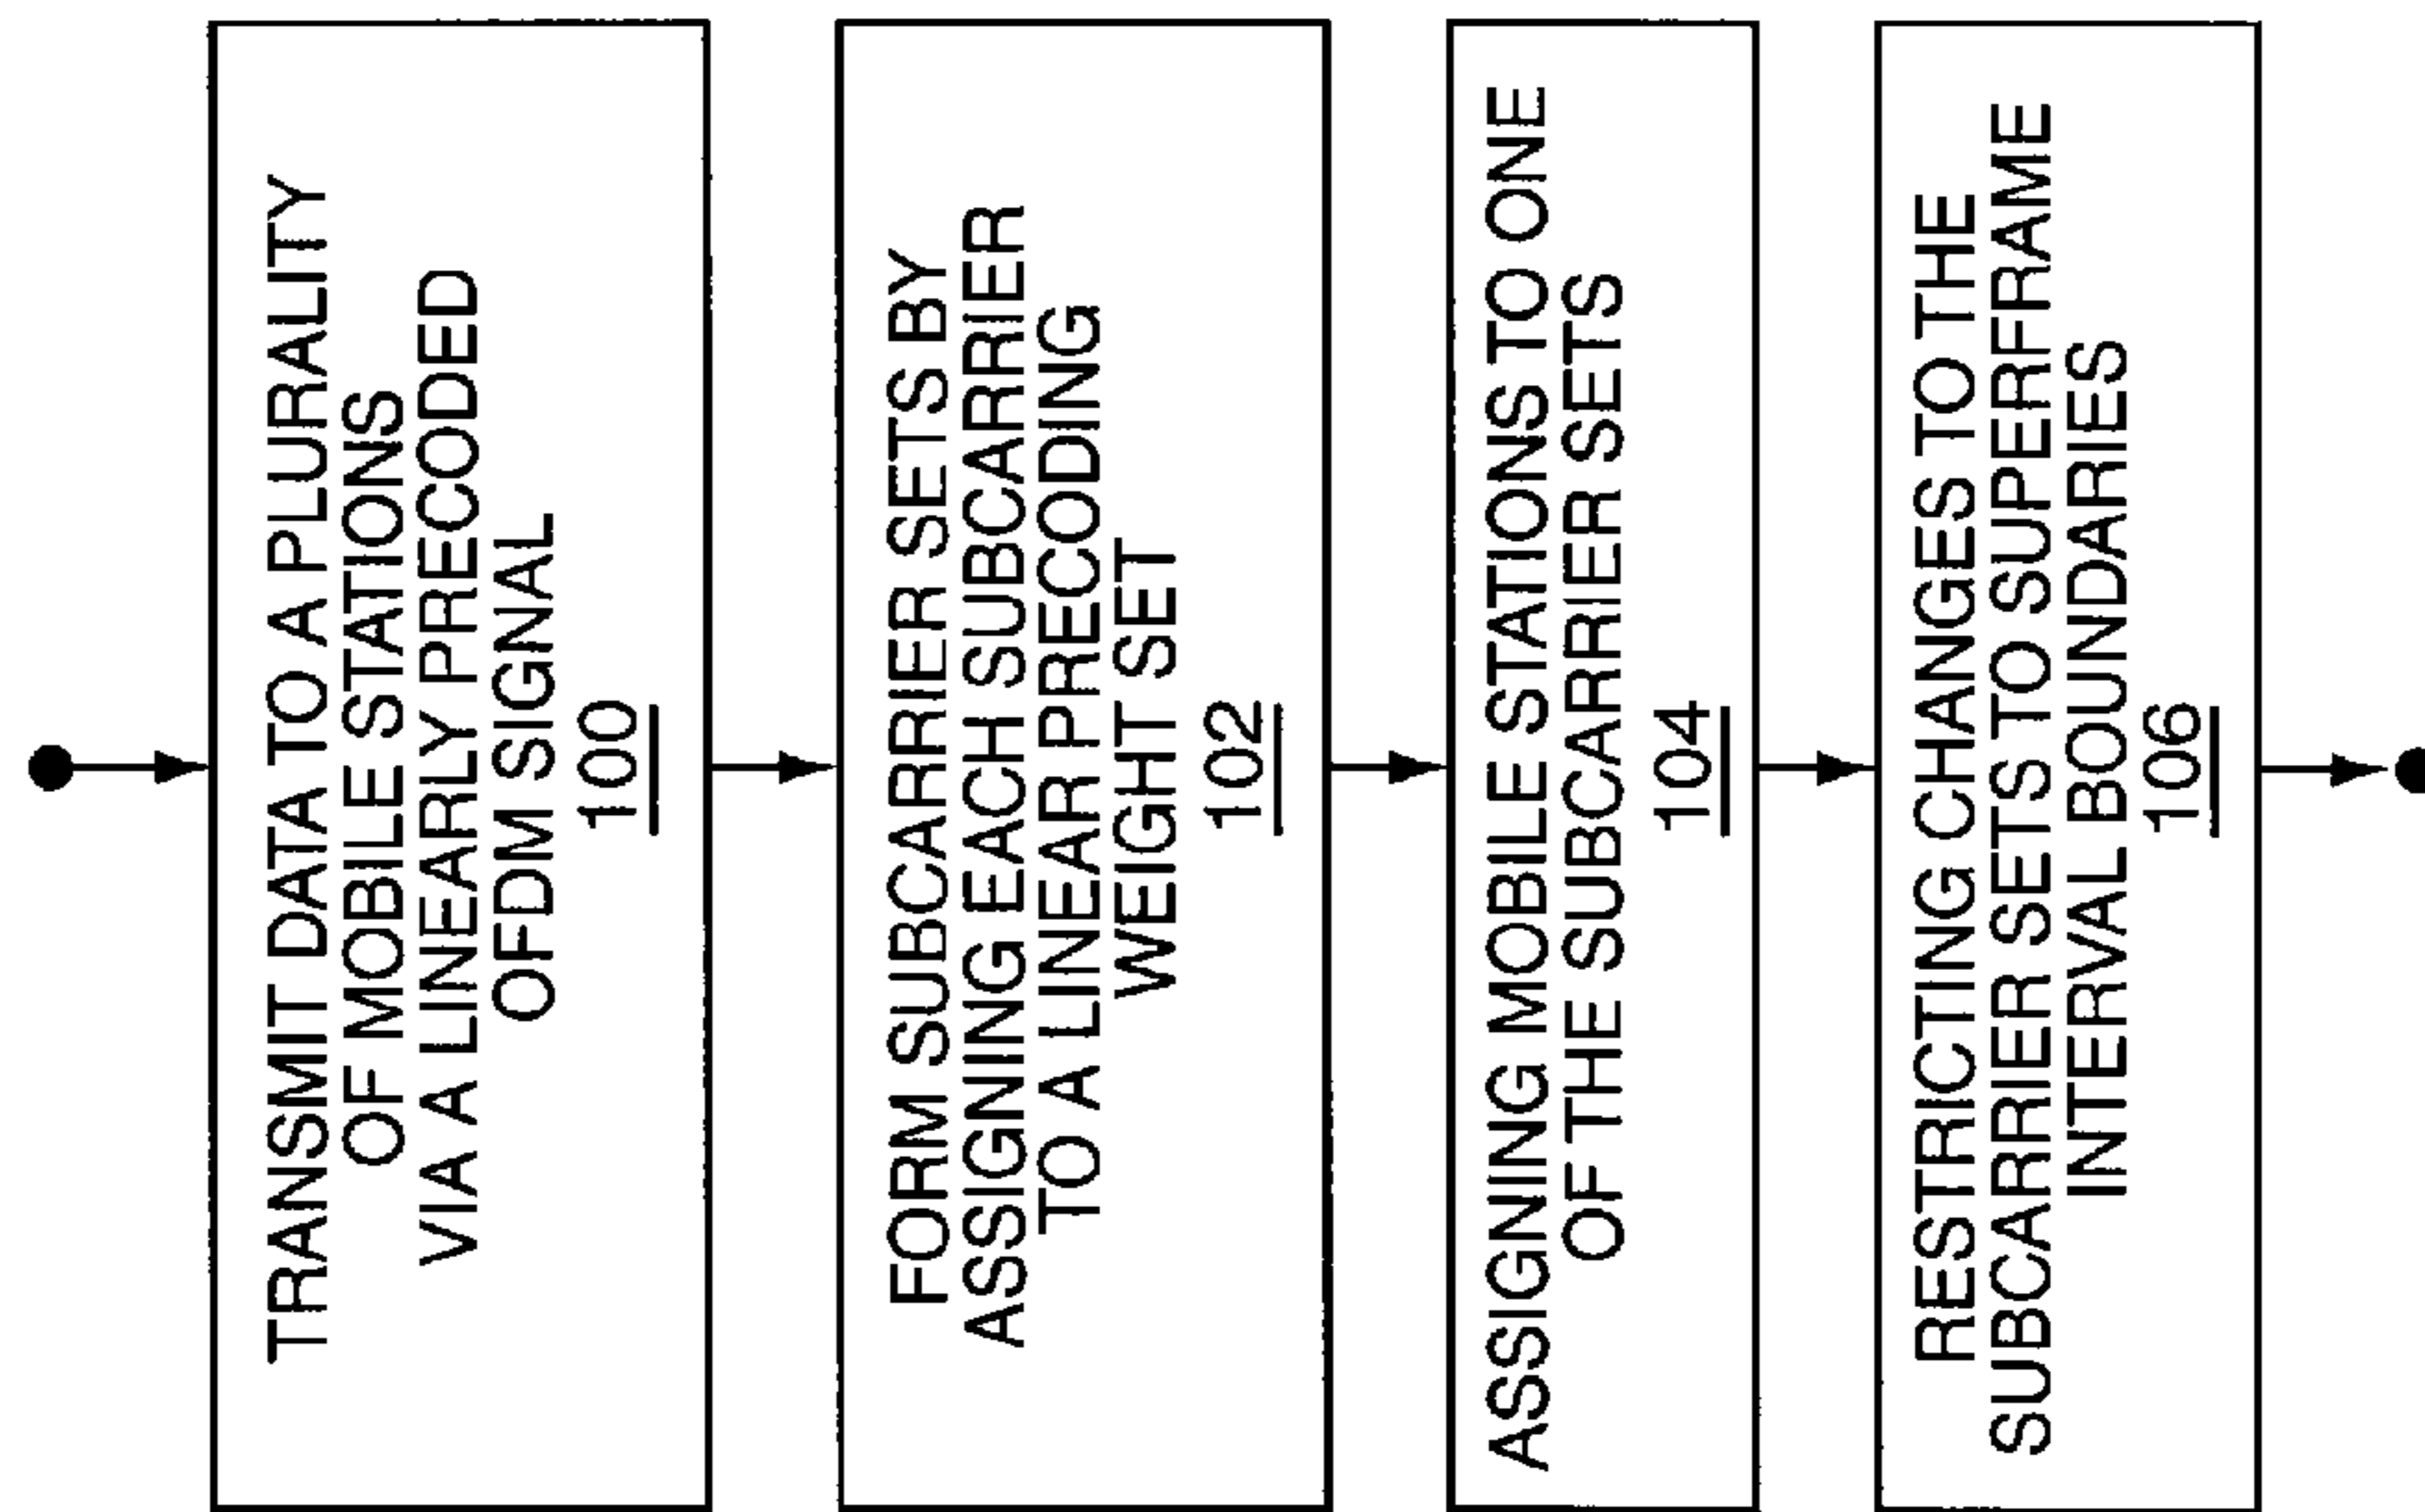 TRANSMIT DATA TO A PLURALITY
OF MOBILE STATIONS
VIA A LINEARLY PRECODED
OFDM SIGNAL
100
FORM SUBCARRIER SETS BY
ASSIGNING EACH SUBCARRIER
TO A LINEAR PRECODING
WEIGHT SET
102
ASSIGNING MOBILE STATIONS TO ONE
OF THE SUBCARRIER SETS
104
RESTRICTING CHANGES TO THE
SUBCARRIER SETS TO SUPERFRAME
INTERVAL BOUNDARIES
106